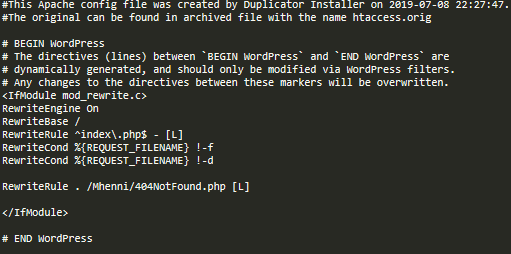 #This Apache config file was created by Duplicator Installer on 2019-07-08 22:27:47.
#The original can be found in archived file with the name htaccess.orig
# BEGIN WordPress
# The directives (lines) between `BEGIN WordPress` and `END WordPress` are
# dynamically generated, and should only be modified via WordPress filters.
# Any changes to the directives between these markers will be overwritten.
<IfModule mod_rewrite.c>
RewriteEngine On
RewriteBase /
RewriteRule ^index\.php$ - [L]
RewriteCond %{REQUEST_FILENAME} !-f
RewriteCond %{REQUEST_FILENAME} !-d
RewriteRule . /Mhenni/404NotFound.php [L]
</IfModule>
# END WordPress